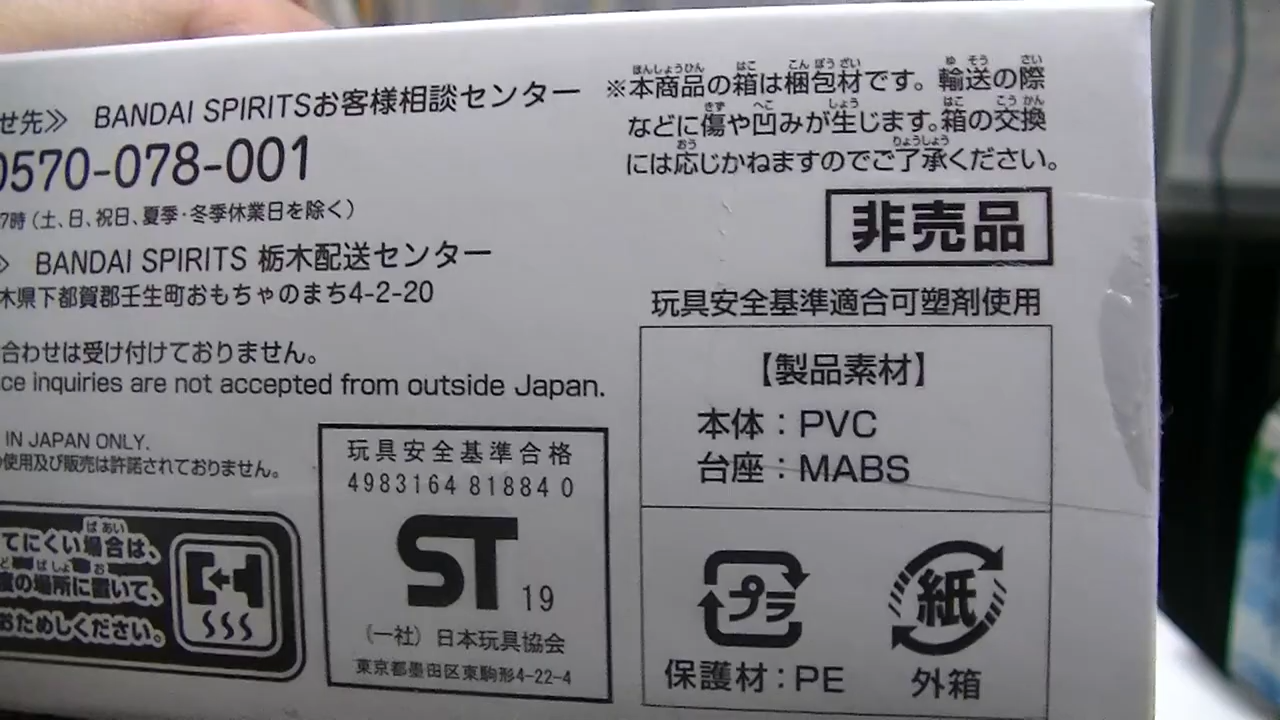 せ先≫ BANDAI SPIRITSお客様相談センター
0570-078-001
7時(土、日、祝日、夏季・冬季休業日を除く)
BANDAI SPIRITS 栃木配送センター
木県下都賀郡壬生町おもちゃのまち4-2-20
合わせは受け付けておりません。
ce inquiries are not accepted from outside Japan.
IN JAPAN ONLY.
使用及び販売は許諾されておりません。
てにくい場合は、
度の場所に置いて、
おためしください。
玩具安全基準合格
4983164 81884 0
ST 19
(一社) 日本玩具協会
東京都墨田区東駒形4-22-4
※本商品の箱は梱包材です。輸送の際
などに傷や凹みが生じます。箱の交換
には応じかねますのでご了承ください。
非売品
玩具安全基準適合可塑剤使用
【製品素材】
本体：PVC
台座：MABS
プラ
保護材：PE
紙
外箱